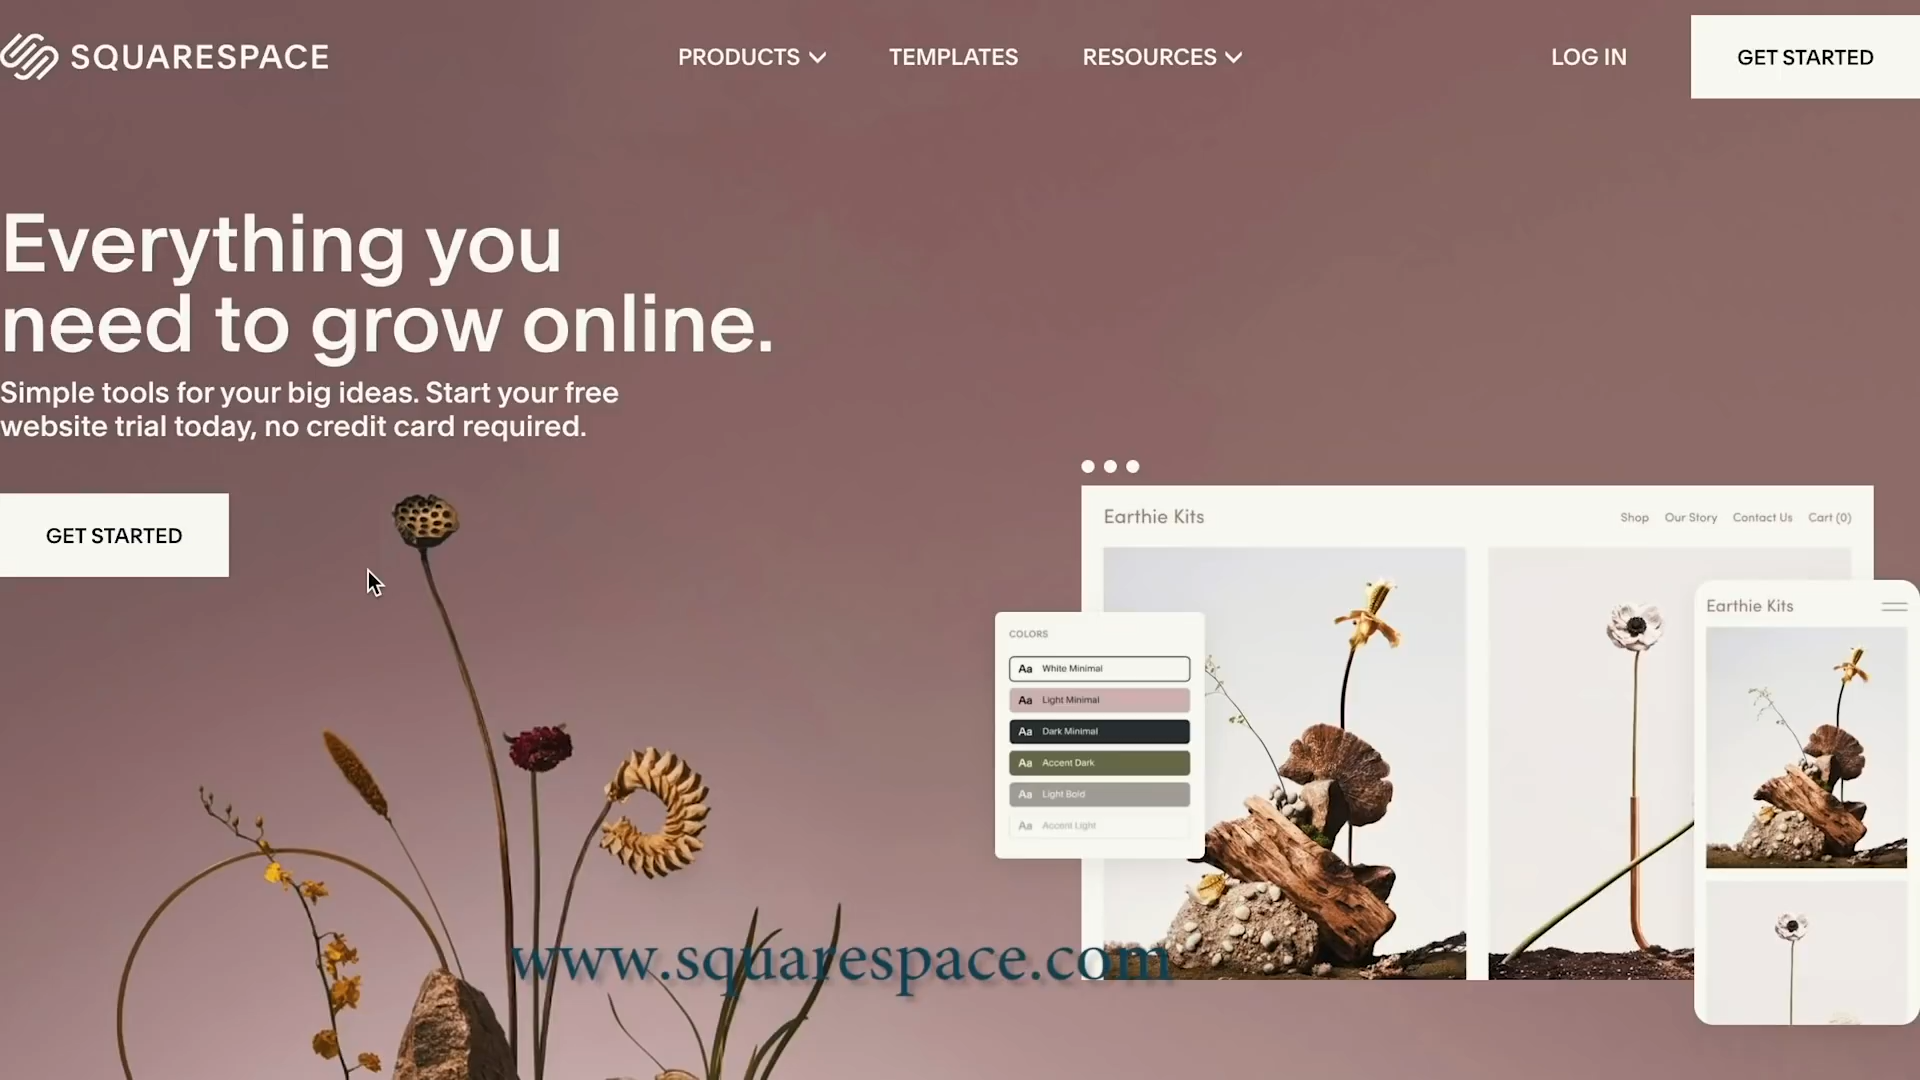 SQUARESPACE
PRODUCTS
TEMPLATES
RESOURCES
LOG IN
GET STARTED
Everything you
need to grow online.
Simple tools for your big ideas. Start your free
website trial today, no credit card required.
GET STARTED
Earthie Kits
Shop
Our Story
Contact Us
Cart (0)
COLORS
Aa White Minimal
Aa Light Minimal
Aa Dark Minimal
Aa Accent Dark
Aa Light Bold
Aa Accent Light
Earthie Kits
www.squarespace.com